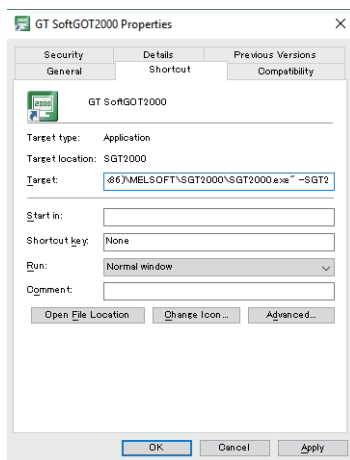 GT SoftGOT2000 Properties
Security Details Previous Versions
General Shortcut Compatibility
2000
GT SoftGOT2000
Target type: Application
Target location: SGT2000
Target: x86)\MELSOFT\SGT2000\SGT2000.exe" -SGT2
Start in:
Shortcut key: None
Run: Normal window
Comment:
Open File Location Change Icon... Advanced...
OK Cancel Apply